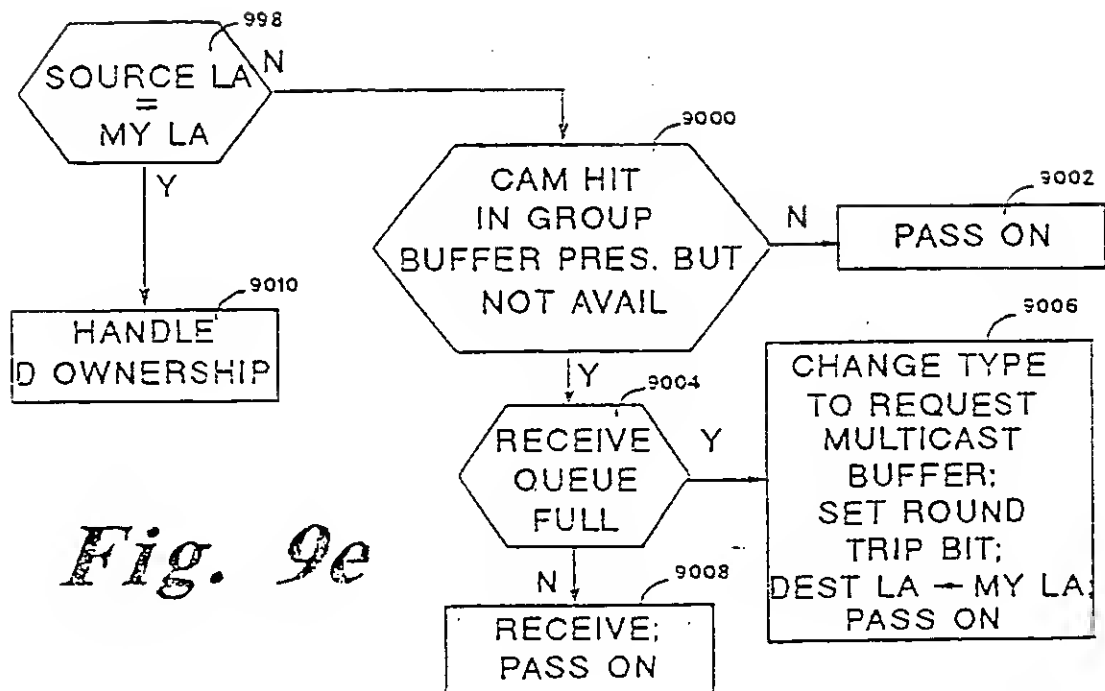 998
SOURCE LA
=
MY LA
N
Y
9010
HANDLE
D OWNERSHIP
9000
CAM HIT
IN GROUP
BUFFER PRES. BUT
NOT AVAIL
N
9002
PASS ON
Y
9004
RECEIVE
QUEUE
FULL
Y
9006
CHANGE TYPE
TO REQUEST
MULTICAST
BUFFER;
SET ROUND
TRIP BIT;
DEST LA ← MY LA;
PASS ON
N
9008
RECEIVE;
PASS ON
Fig. 9e